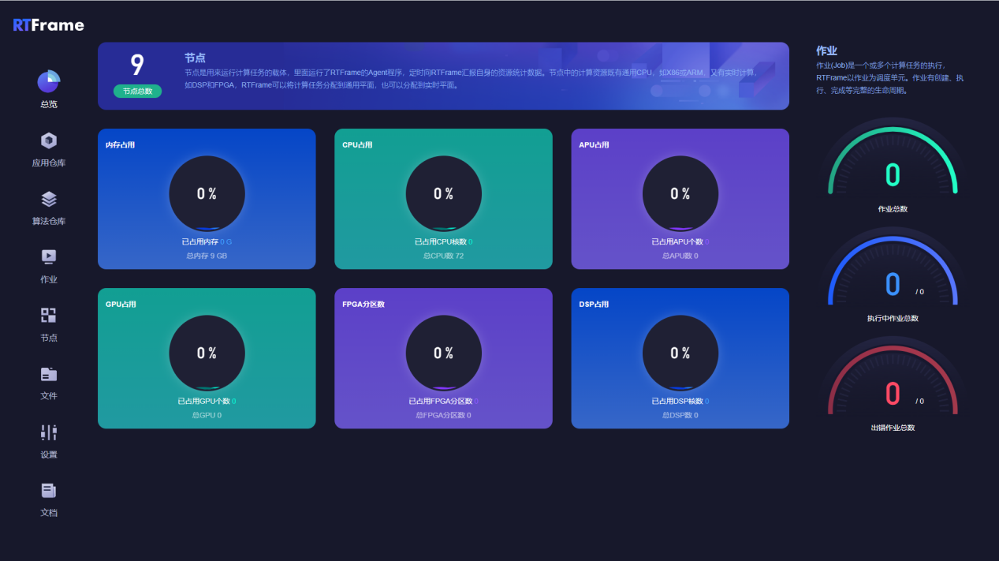 RTFrame
总览
应用仓库
算法仓库
作业
节点
文件
设置
文档
9
节点总数
节点
节点是用来运行计算任务的载体，里面运行了RTFrame的Agent程序，定时向RTFrame汇报自身的资源统计数据。节点中的计算资源既有通用CPU，如X86或ARM，又有实时计算，
如DSP和FPGA，RTFrame可以将计算任务分配到通用平面，也可以分配到实时平面。
内存占用
0 %
已占用内存 0 G
总内存 9 GB
CPU占用
0 %
已占用CPU核数 0
总CPU数 72
APU占用
0 %
已占用APU个数 0
总APU数 0
GPU占用
0 %
已占用GPU个数 0
总GPU 0
FPGA分区数
0 %
已占用FPGA分区数 0
总FPGA分区数 0
DSP占用
0 %
已占用DSP核数 0
总DSP数 0
作业
作业(Job)是一个或多个计算任务的执行，
RTFrame以作业为调度单元。作业有创建、执
行、完成等完整的生命周期。
0
作业总数
0 / 0
执行中作业总数
0 / 0
出错作业总数